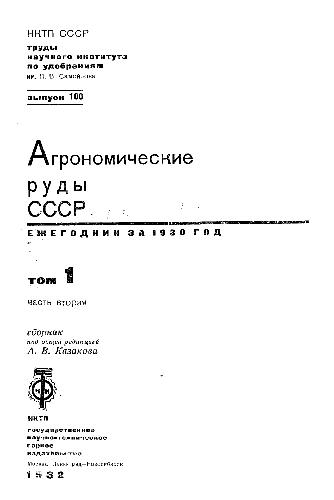 НКТП СССР
труды
научного института
по удобрениям
им. Я. В. Самойлова
выпуск 100
Агрономические
руды
СССР
ЕЖЕГОДНИК ЗА 1930 ГОД
том 1
часть вторая
сборник
под общей редакцией
А. В. Казакова
НКТП
государственное
научно-техническое
горное
издательство
Москва Ленинград—Новосибирск
1932